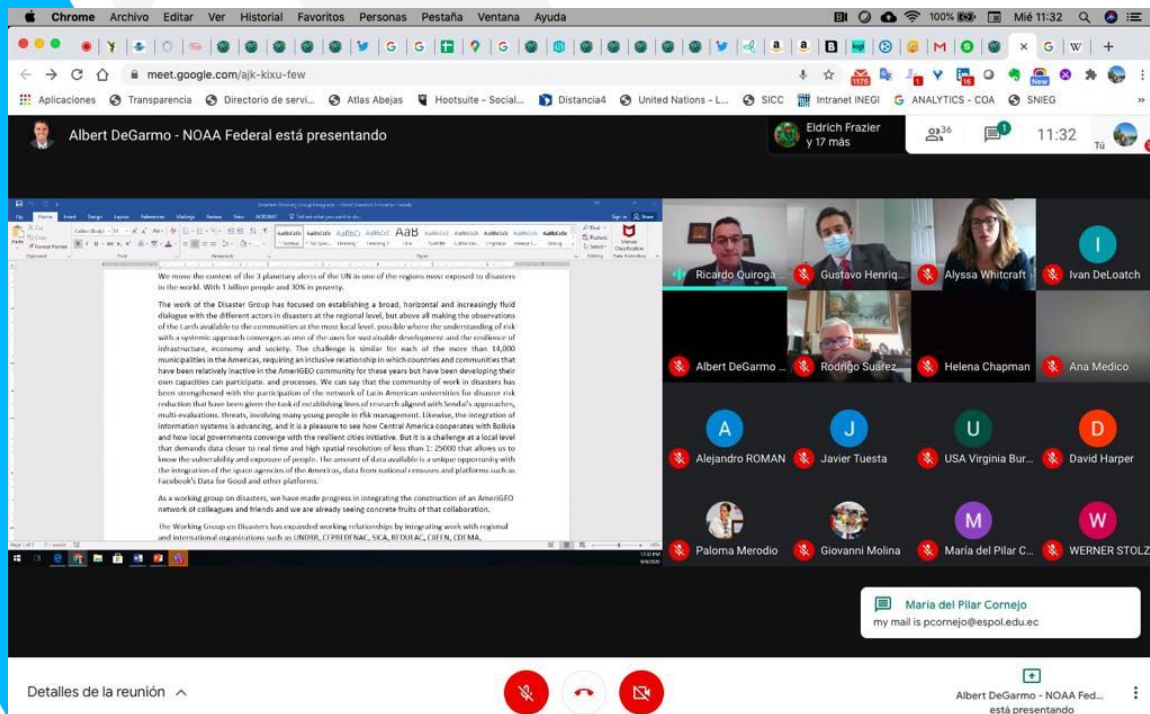 Chrome Archivo Editar Ver Historial Favoritos Personas Pestaña Ventana Ayuda
100% Mié 11:32
meet.google.com/ajk-kixu-few
Aplicaciones Transparencia Directorio de servi... Atlas Abejas Hootsuite - Social... Distancia4 United Nations - L... SICC Intranet INEGI ANALYTICS - COA SNIEG »
Albert DeGarmo - NOAA Federal está presentando
Eldrich Frazier
y 17 más
36
1
11:32
Tú
We move the context of the 3 planetary alerts of the UN in one of the regions most exposed to disasters
in the world. With 1 billion people and 30% in poverty.
The work of the Disaster Group has focused on establishing a broad, horizontal and increasingly fluid
dialogue with the different actors in disasters at the regional level, but above all making the observations
of the Earth available to the communities at the most local level. possible where the understanding of risk
with a systemic approach converges as one of the axes for sustainable development and the resilience of
infrastructure, economy and society. The challenge is similar for each of the more than 14,000
municipalities in the Americas, requiring an inclusive relationship in which countries and communities that
have been relatively inactive in the AmeriGEO community for these years but have been developing their
own capacities can participate. and processes. We can say that the community of work in disasters has
been strengthened with the participation of the network of Latin American universities for disaster risk
reduction that have been given the task of establishing lines of research aligned with Sendai's approaches,
multi-evaluations. threats, involving many young people in risk management. Likewise, the integration of
information systems is advancing, and it is a pleasure to see how Central America cooperates with Bolivia
and how local governments converge with the resilient cities initiative. But it is a challenge at a local level
that demands data closer to real time and high spatial resolution of less than 1: 25000 that allows us to
know the vulnerability and exposure of people. The amount of data available is a unique opportunity with
the integration of the space agencies of the Americas, data from national censuses and platforms such as
Facebook's Data for Good and other platforms.
As a working group on disasters, we have made progress in integrating the construction of an AmeriGEO
network of colleagues and friends and we are already seeing concrete fruits of that collaboration.
The Working Group on Disasters has expanded working relationships by integrating work with regional
and international organizations such as UNDRR, CEPREDENAC, SICA, REDULAC, CIIFEN, CDEMA,
Ricardo Quiroga ... Gustavo Henriq... Alyssa Whitcraft Ivan DeLoatch
Albert DeGarmo ... Rodrigo Suárez Helena Chapman Ana Medico
Alejandro ROMAN Javier Tuesta USA Virginia Bur... David Harper
Paloma Merodio Giovanni Molina María del Pilar C... WERNER STOLZ
María del Pilar Cornejo
my mail is pcornejo@espol.edu.ec
Detalles de la reunión
Albert DeGarmo - NOAA Fed...
está presentando